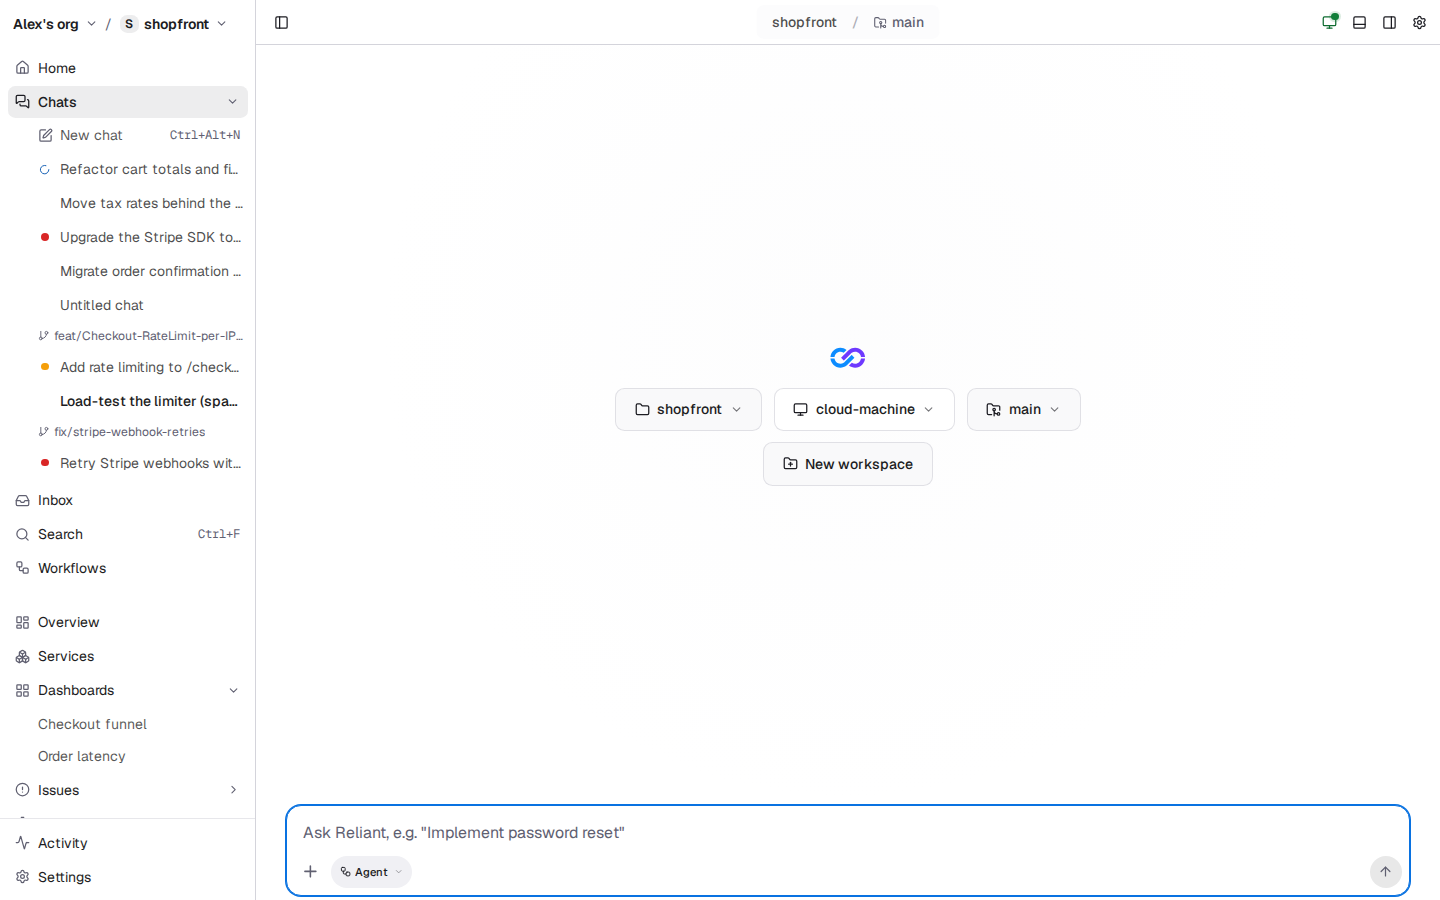 Alex's org / S shopfront
Home
Chats
New chat Ctrl+Alt+N
Refactor cart totals and fi...
Move tax rates behind the ...
Upgrade the Stripe SDK to...
Migrate order confirmation ...
Untitled chat
feat/Checkout-RateLimit-per-IP...
Add rate limiting to /check...
Load-test the limiter (spa...
fix/stripe-webhook-retries
Retry Stripe webhooks wit...
Inbox
Search Ctrl+F
Workflows
Overview
Services
Dashboards
Checkout funnel
Order latency
Issues
Activity
Settings
shopfront / main
shopfront cloud-machine main
New workspace
Ask Reliant, e.g. "Implement password reset"
Agent